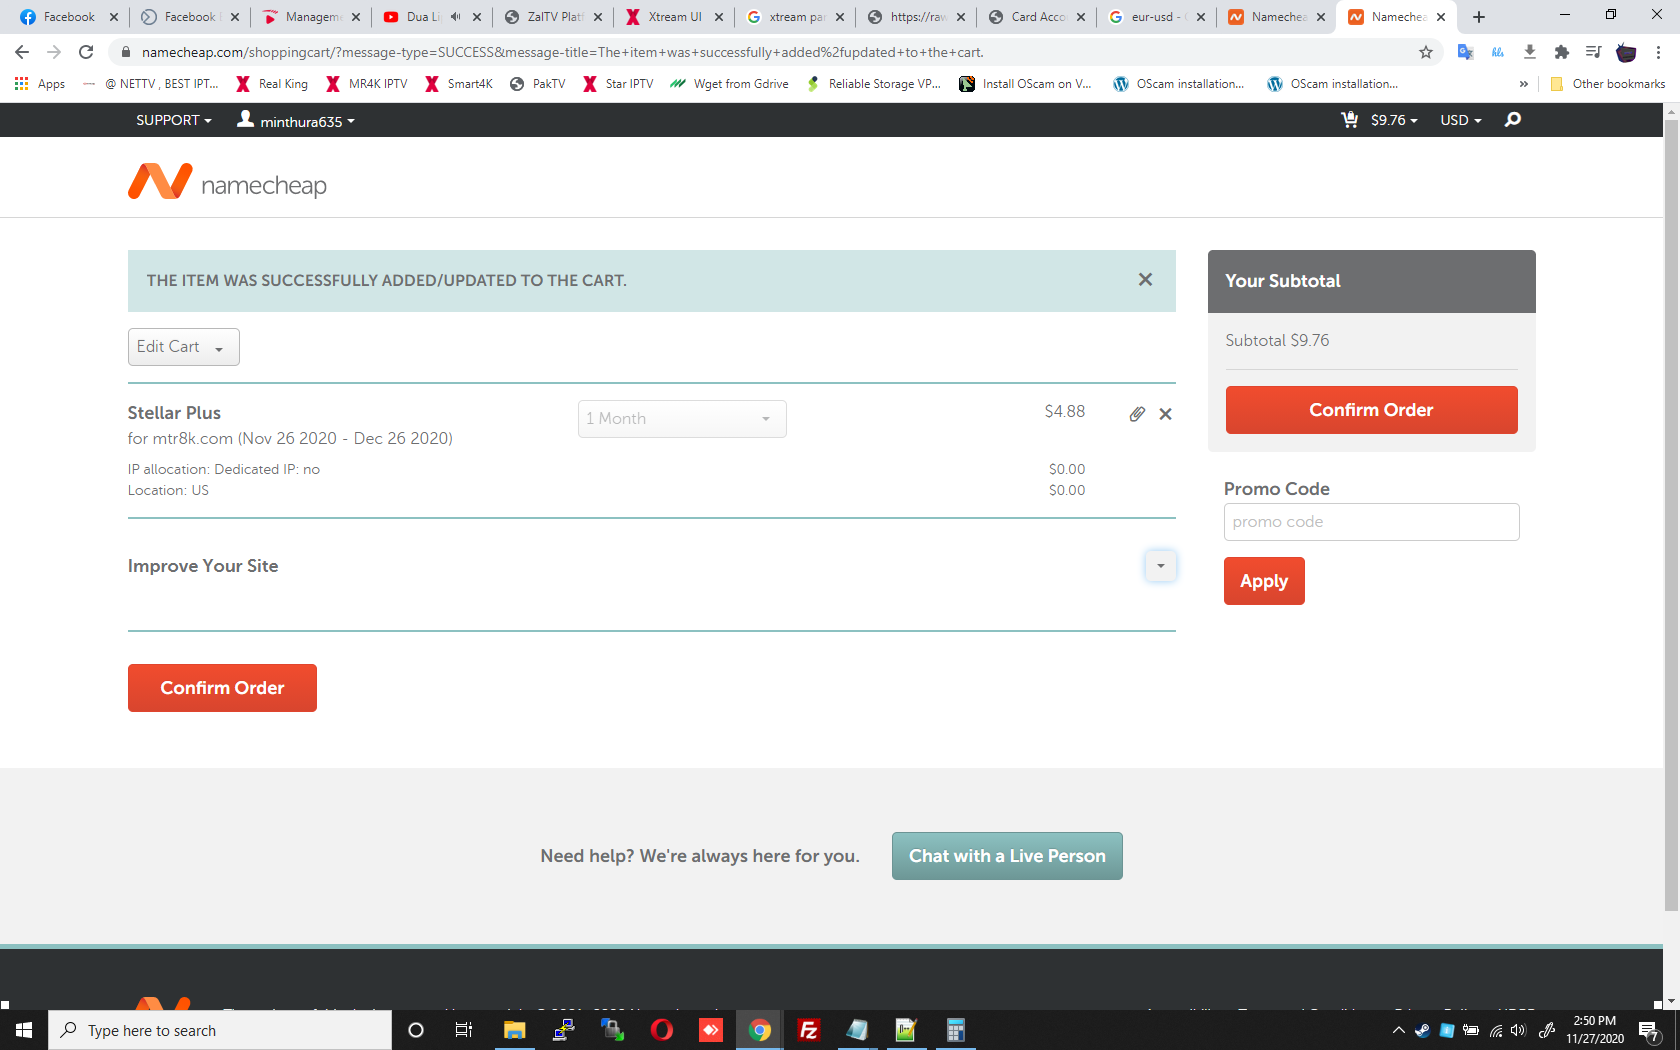 Facebook
Facebook
Manageme
Dua Li
ZalTV Platf
Xtream UI
xtream pa
https://raw
Card Acco
eur-usd -
Namechea
Namechea
namecheap.com/shoppingcart/?message-type=SUCCESS&message-title=The+item+was+successfully+added%2fupdated+to+the+cart.
Apps
@ NETTV , BEST IPT...
Real King
MR4K IPTV
Smart4K
PakTV
Star IPTV
Wget from Gdrive
Reliable Storage VP...
Install OScam on V...
OScam installation...
OScam installation...
»
Other bookmarks
SUPPORT
minthura635
$9.76
USD
namecheap
THE ITEM WAS SUCCESSFULLY ADDED/UPDATED TO THE CART.
Edit Cart
Stellar Plus
1 Month
$4.88
for mtr8k.com (Nov 26 2020 - Dec 26 2020)
IP allocation: Dedicated IP: no
$0.00
Location: US
$0.00
Improve Your Site
Confirm Order
Your Subtotal
Subtotal $9.76
Confirm Order
Promo Code
promo code
Apply
Need help? We're always here for you.
Chat with a Live Person
Type here to search
2:50 PM
11/27/2020
7